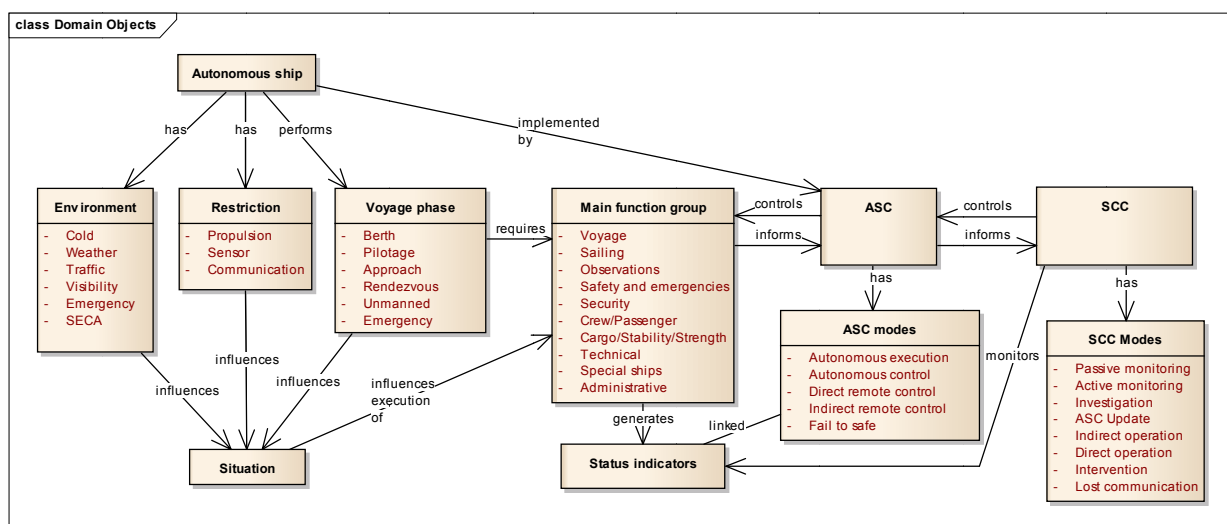 class Domain Objects
Autonomous ship
has
has
performs
implemented
by
Environment
- Cold
- Weather
- Traffic
- Visibility
- Emergency
- SECA
Restriction
- Propulsion
- Sensor
- Communication
Voyage phase
- Berth
- Pilotage
- Approach
- Rendezvous
- Unmanned
- Emergency
requires
Main function group
- Voyage
- Sailing
- Observations
- Safety and emergencies
- Security
- Crew/Passenger
- Cargo/Stability/Strength
- Technical
- Special ships
- Administrative
controls
informs
ASC
controls
informs
SCC
has
has
ASC modes
- Autonomous execution
- Autonomous control
- Direct remote control
- Indirect remote control
- Fail to safe
monitors
SCC Modes
- Passive monitoring
- Active monitoring
- Investigation
- ASC Update
- Indirect operation
- Direct operation
- Intervention
- Lost communication
influences
influences
influences
influences
execution
of
generates
linked
Situation
Status indicators